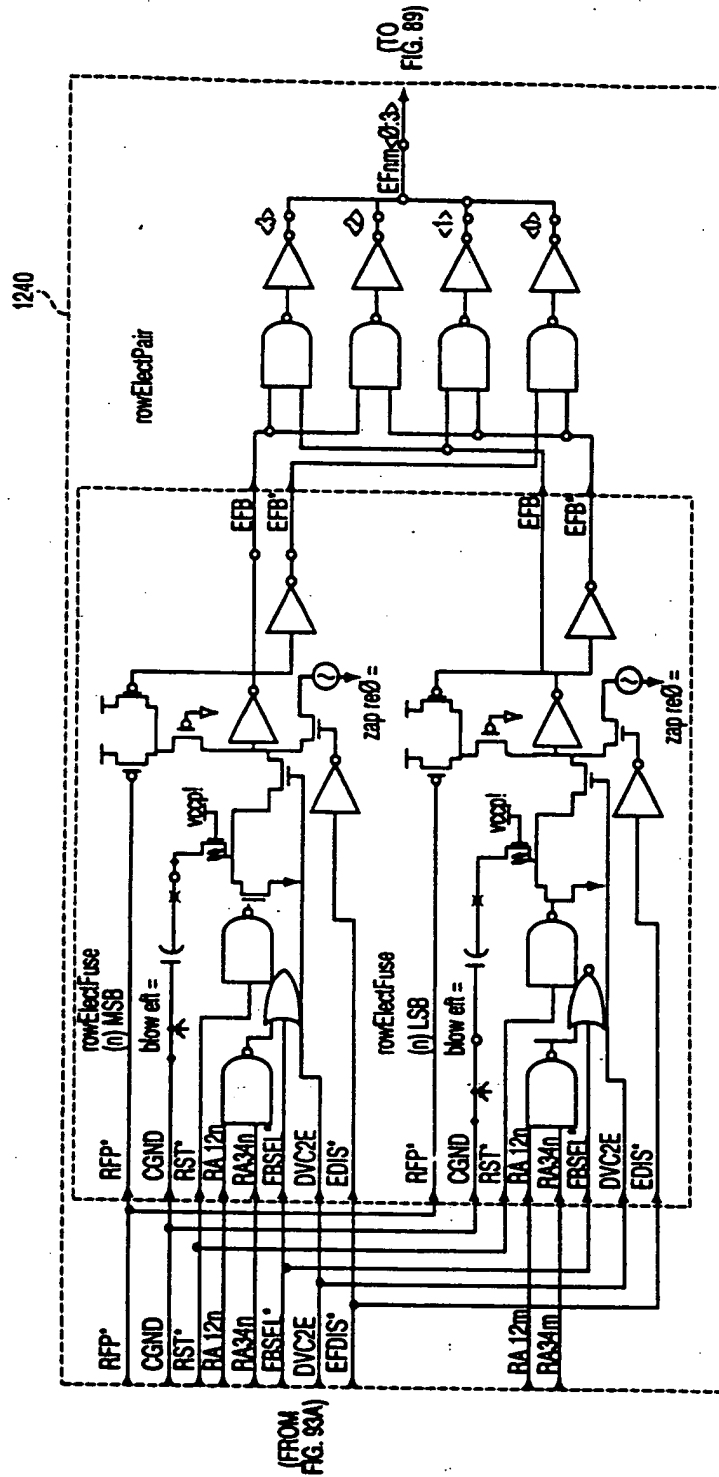 1240
rowElectPair
(FROM
FIG. 93A)
RFP*
CGND
RST*
RA 12n
RA34n
FBSEL*
DVC2E
EFDIS*
RA 12m
RA34m
rowElectFuse
(n) MSB
RFP*
blow eft =
CGND
RST*
RA 12n
RA34n
FBSEL*
DVC2E
EDIS*
vccp!
zap re0 =
EFB
EFB*
rowElectFuse
(n) LSB
RFP*
blow eft =
CGND
RST*
RA 12n
RA34n
FBSEL*
DVC2E
EDIS*
vccp!
zap re0 =
EFB
EFB*
<3>
<2>
<1>
<0>
EFnm<0:3>
(TO
FIG. 89)